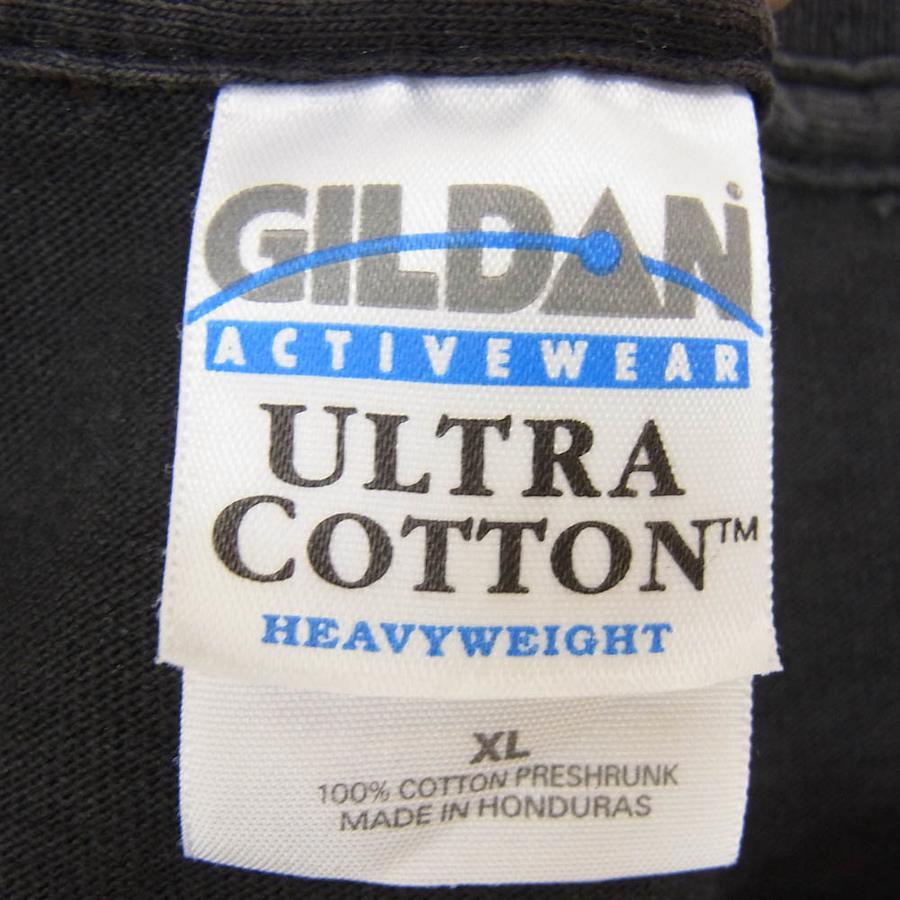 GILDAN®
ACTIVEWEAR
ULTRA
COTTON™
HEAVYWEIGHT
XL
100% COTTON PRESHRUNK
MADE IN HONDURAS